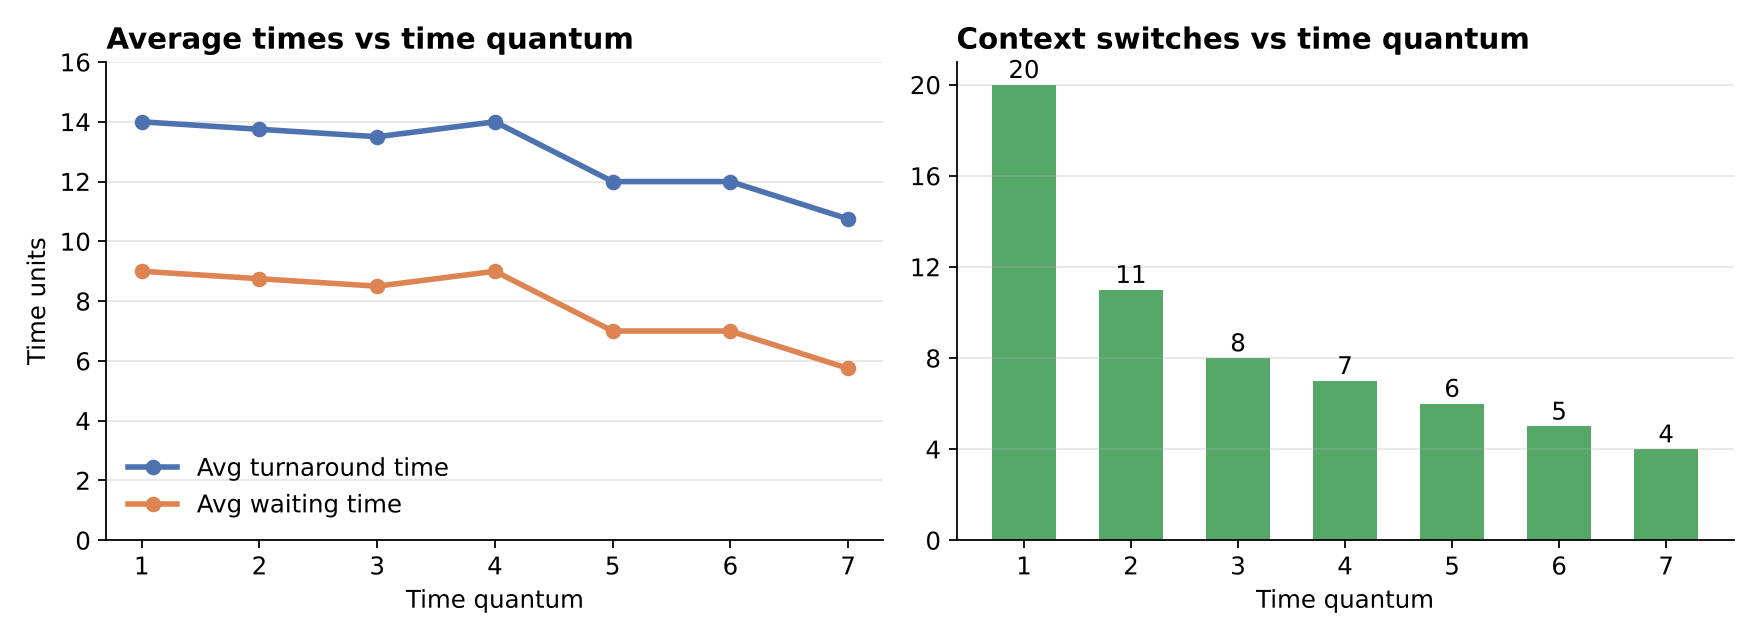 Average times vs time quantum
16
14
12
10
8
6
4
2
0
Time units
Avg turnaround time
Avg waiting time
1 2 3 4 5 6 7
Time quantum
Context switches vs time quantum
20
16
12
8
4
0
20
11
8
7
6
5
4
1 2 3 4 5 6 7
Time quantum